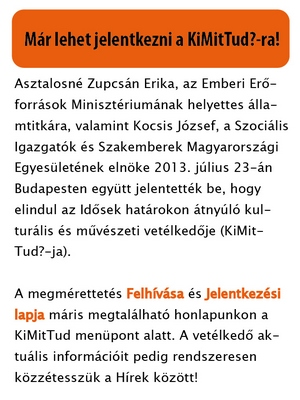 Már lehet jelentkezni a KiMitTud?-ra!
Asztalosné Zupcsán Erika, az Emberi Erő-
források Minisztériumának helyettes álla-
mtitkára, valamint Kocsis József, a Szociális
Igazgatók és Szakemberek Magyarországi
Egyesületének elnöke 2013. július 23-án
Budapesten együtt jelentették be, hogy
elindul az Idősek határokon átnyúló kul-
turális és művészeti vetélkedője (KiMit-
Tud?-ja).
A megmérettetés Felhívása és Jelentkezési
lapja máris megtalálható honlapunkon a
KiMitTud menüpont alatt. A vetélkedő ak-
tuális információit pedig rendszeresen
közzétesszük a Hírek között!